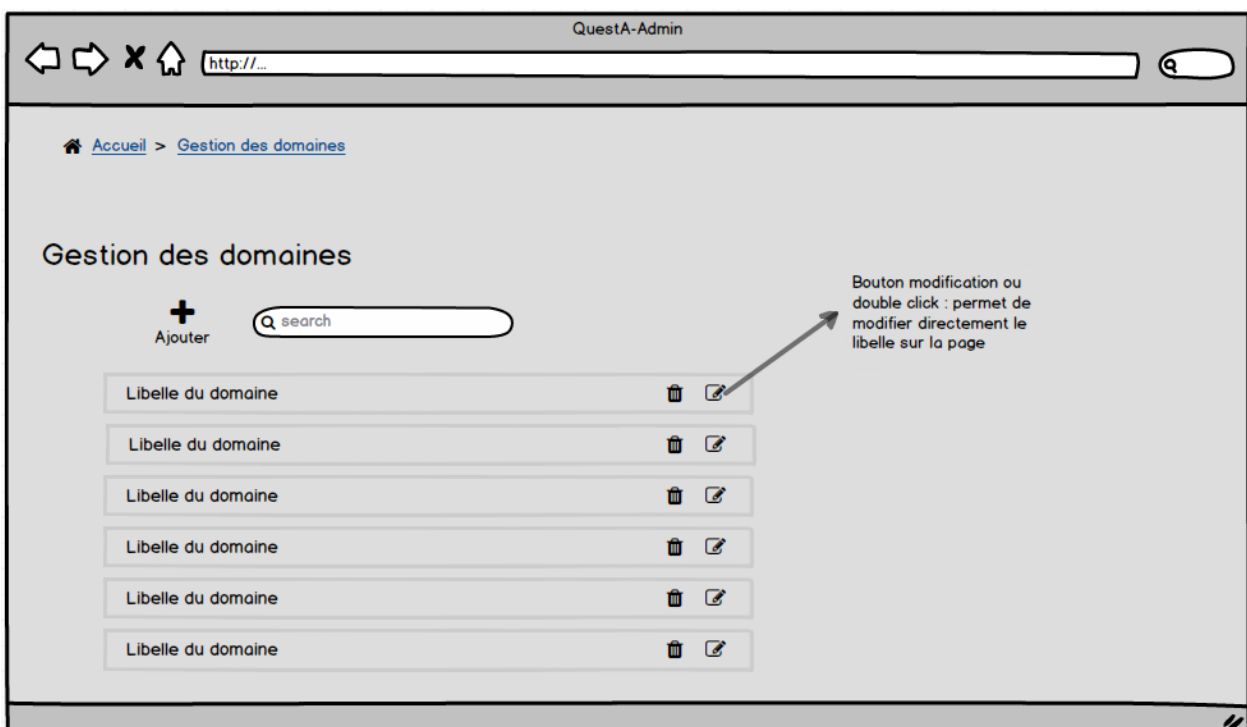 QuestA-Admin
http://...
Accueil > Gestion des domaines
Gestion des domaines
Ajouter
search
Bouton modification ou
double click : permet de
modifier directement le
libelle sur la page
Libelle du domaine
Libelle du domaine
Libelle du domaine
Libelle du domaine
Libelle du domaine
Libelle du domaine